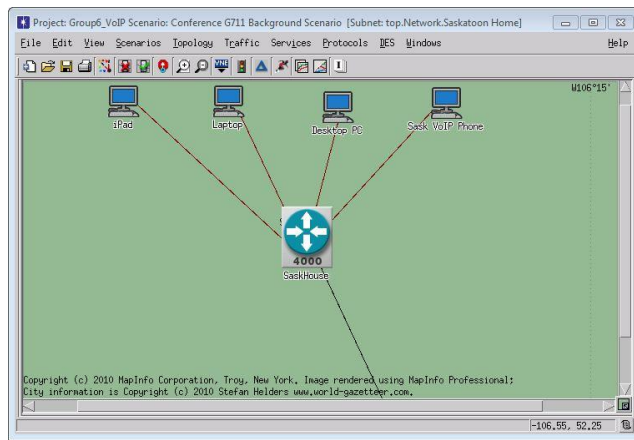 Project: Group6_VoIP Scenario: Conference G711 Background Scenario [Subnet: top.Network.Saskatoon Home]
File Edit View Scenarios Topology Traffic Services Protocols DES Windows Help
W106°15'
iPad
Laptop
Desktop PC
Sask VoIP Phone
4000
SaskHouse
Copyright (c) 2010 MapInfo Corporation, Troy, New York. Image rendered using MapInfo Professional;
City information is Copyright (c) 2010 Stefan Helders www.world-gazetteer.com.
-106.55, 52.25